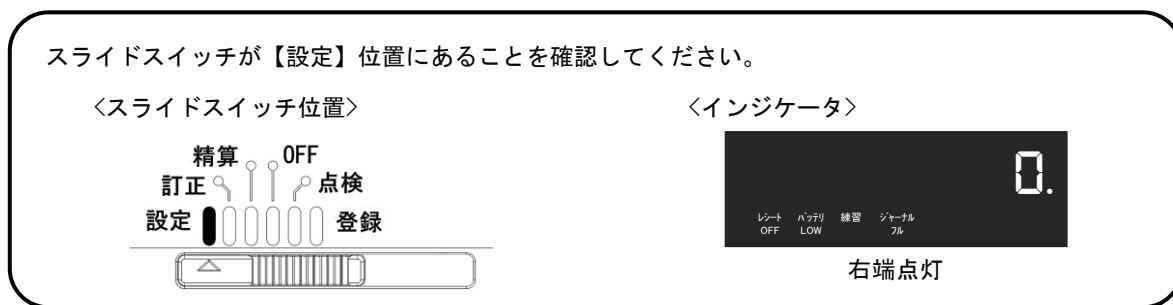 スライドスイッチが【設定】位置にあることを確認してください。
〈スライドスイッチ位置〉
〈インジケータ〉
精算 OFF
訂正 点検
設定 登録
0.
レシート バッテリ 練習 ジャーナル
OFF LOW フル
右端点灯